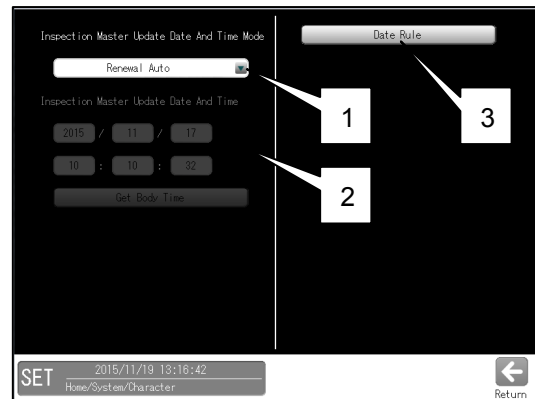 Inspection Master Update Date And Time Mode
Renewal Auto
Inspection Master Update Date And Time
2015 / 11 / 17
10 : 10 : 32
Get Body Time
1
2
Date Rule
3
SET 2015/11/19 13:16:42
Home/System/Character
Return